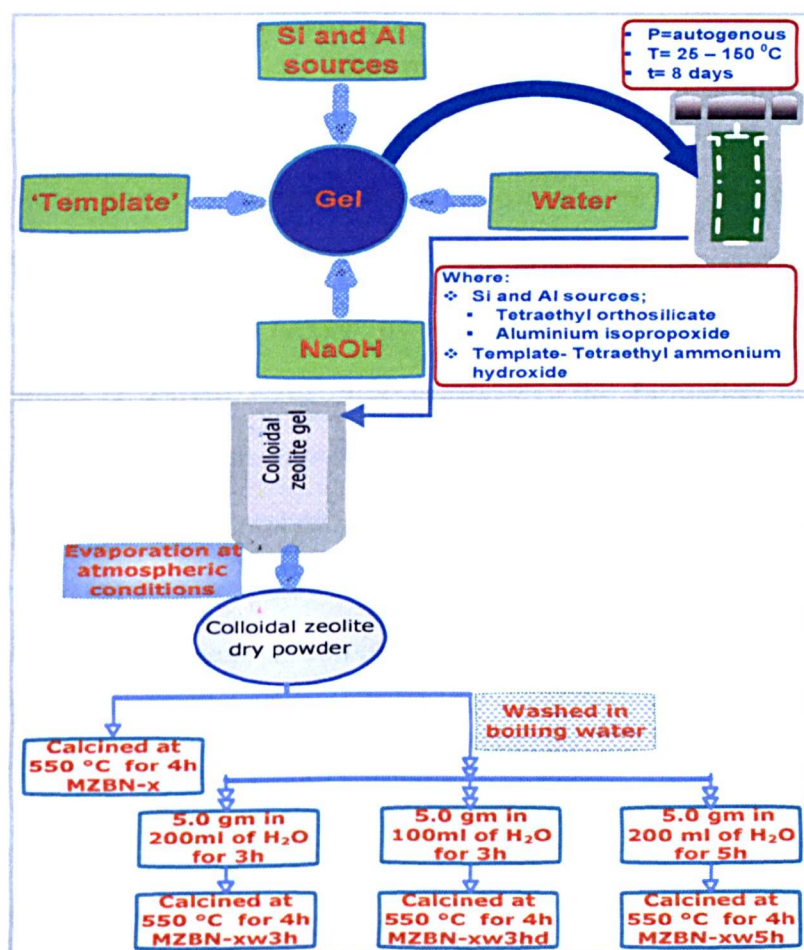 Si and Al
sources
▪ P=autogenous
▪ T= 25 – 150 ⁰C
▪ t= 8 days
‘Template’
Gel
Water
NaOH
Where:
❖ Si and Al sources;
▪ Tetraethyl orthosilicate
▪ Aluminium isopropoxide
❖ Template- Tetraethyl ammonium
hydroxide
Colloidal
zeolite gel
Evaporation at
atmospheric
conditions
Colloidal zeolite
dry powder
Washed in
boiling water
Calcined at
550 °C for 4h
MZBN-x
5.0 gm in
200ml of H₂O
for 3h
5.0 gm in
100ml of H₂O
for 3h
5.0 gm in
200 ml of H₂O
for 5h
Calcined at
550 °C for 4h
MZBN-xw3h
Calcined at
550 °C for 4h
MZBN-xw3hd
Calcined at
550 °C for 4h
MZBN-xw5h